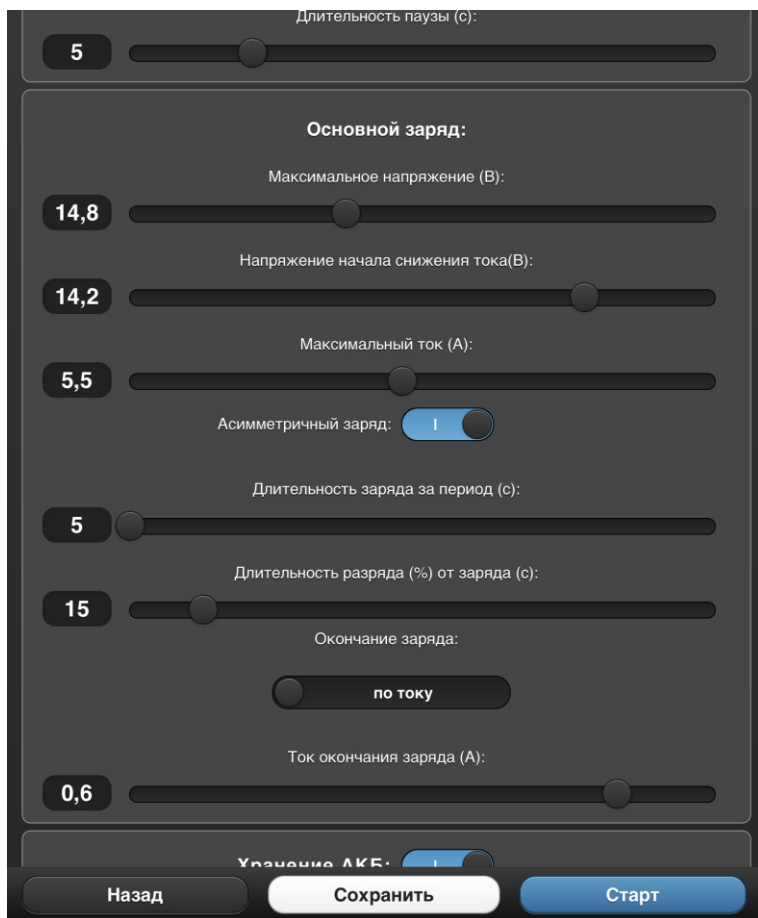 Длительность паузы (с):
5
Основной заряд:
Максимальное напряжение (В):
14,8
Напряжение начала снижения тока(В):
14,2
Максимальный ток (А):
5,5
Асимметричный заряд: I
Длительность заряда за период (с):
5
Длительность разряда (%) от заряда (с):
15
Окончание заряда:
по току
Ток окончания заряда (А):
0,6
Хранение АКБ: I
Назад Сохранить Старт